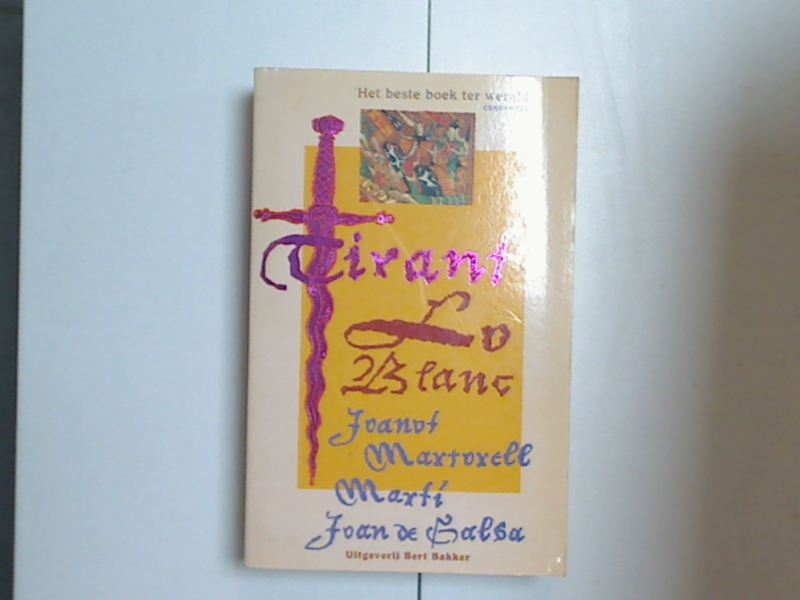 'Het beste boek ter wereld
CERVANTES
Tirant
Lo
Blanc
Joanot
Martorell
Martí
Joan de Galba
Uitgeverij Bert Bakker